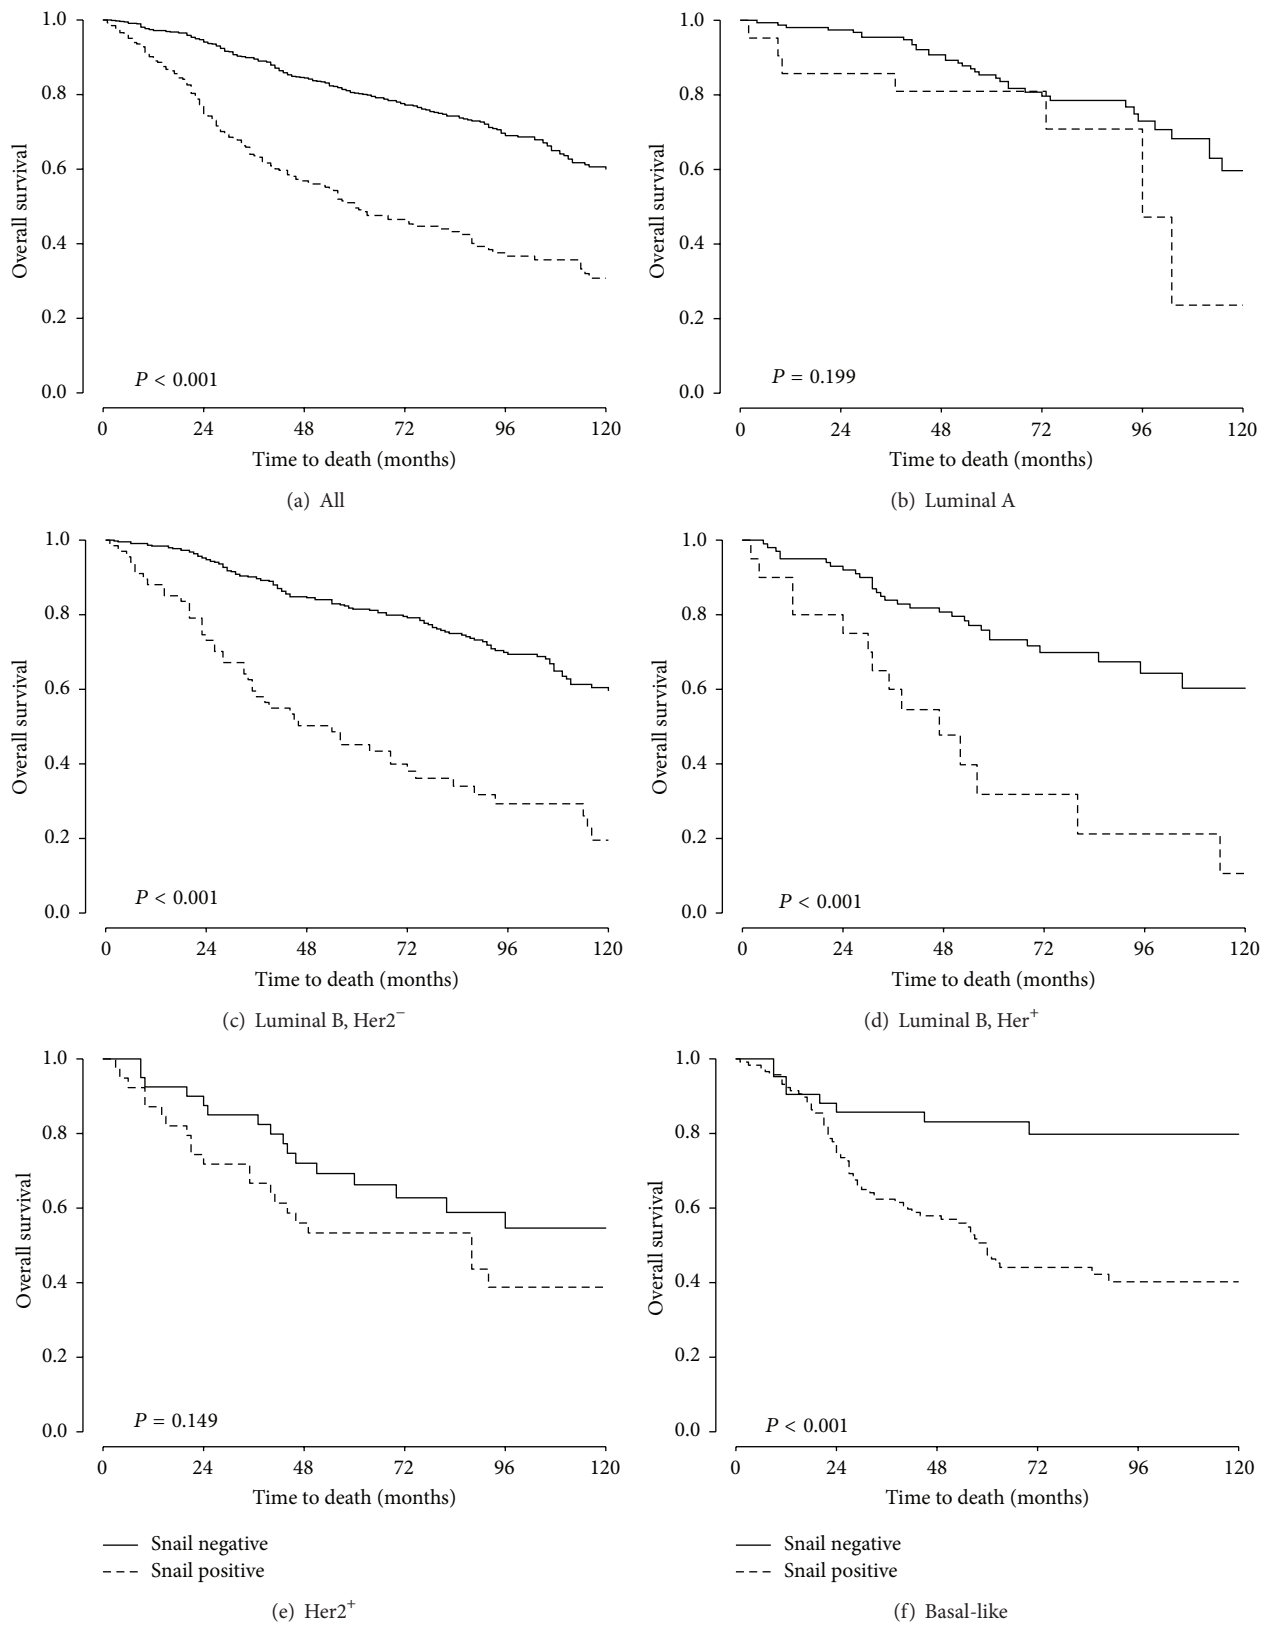 1.0
0.8
0.6
0.4
0.2
0.0
Overall survival
P < 0.001
0 24 48 72 96 120
Time to death (months)
(a) All
1.0
0.8
0.6
0.4
0.2
0.0
Overall survival
P = 0.199
0 24 48 72 96 120
Time to death (months)
(b) Luminal A
1.0
0.8
0.6
0.4
0.2
0.0
Overall survival
P < 0.001
0 24 48 72 96 120
Time to death (months)
(c) Luminal B, Her2⁻
1.0
0.8
0.6
0.4
0.2
0.0
Overall survival
P < 0.001
0 24 48 72 96 120
Time to death (months)
(d) Luminal B, Her⁺
1.0
0.8
0.6
0.4
0.2
0.0
Overall survival
P = 0.149
0 24 48 72 96 120
Time to death (months)
Snail negative
Snail positive
(e) Her2⁺
1.0
0.8
0.6
0.4
0.2
0.0
Overall survival
P < 0.001
0 24 48 72 96 120
Time to death (months)
Snail negative
Snail positive
(f) Basal-like